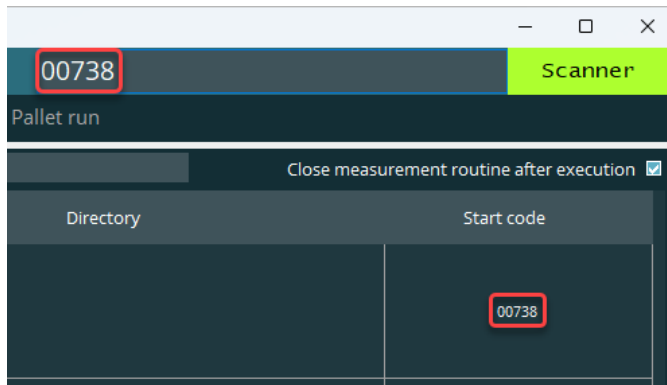 00738 Scanner
Pallet run
Close measurement routine after execution
Directory Start code
00738